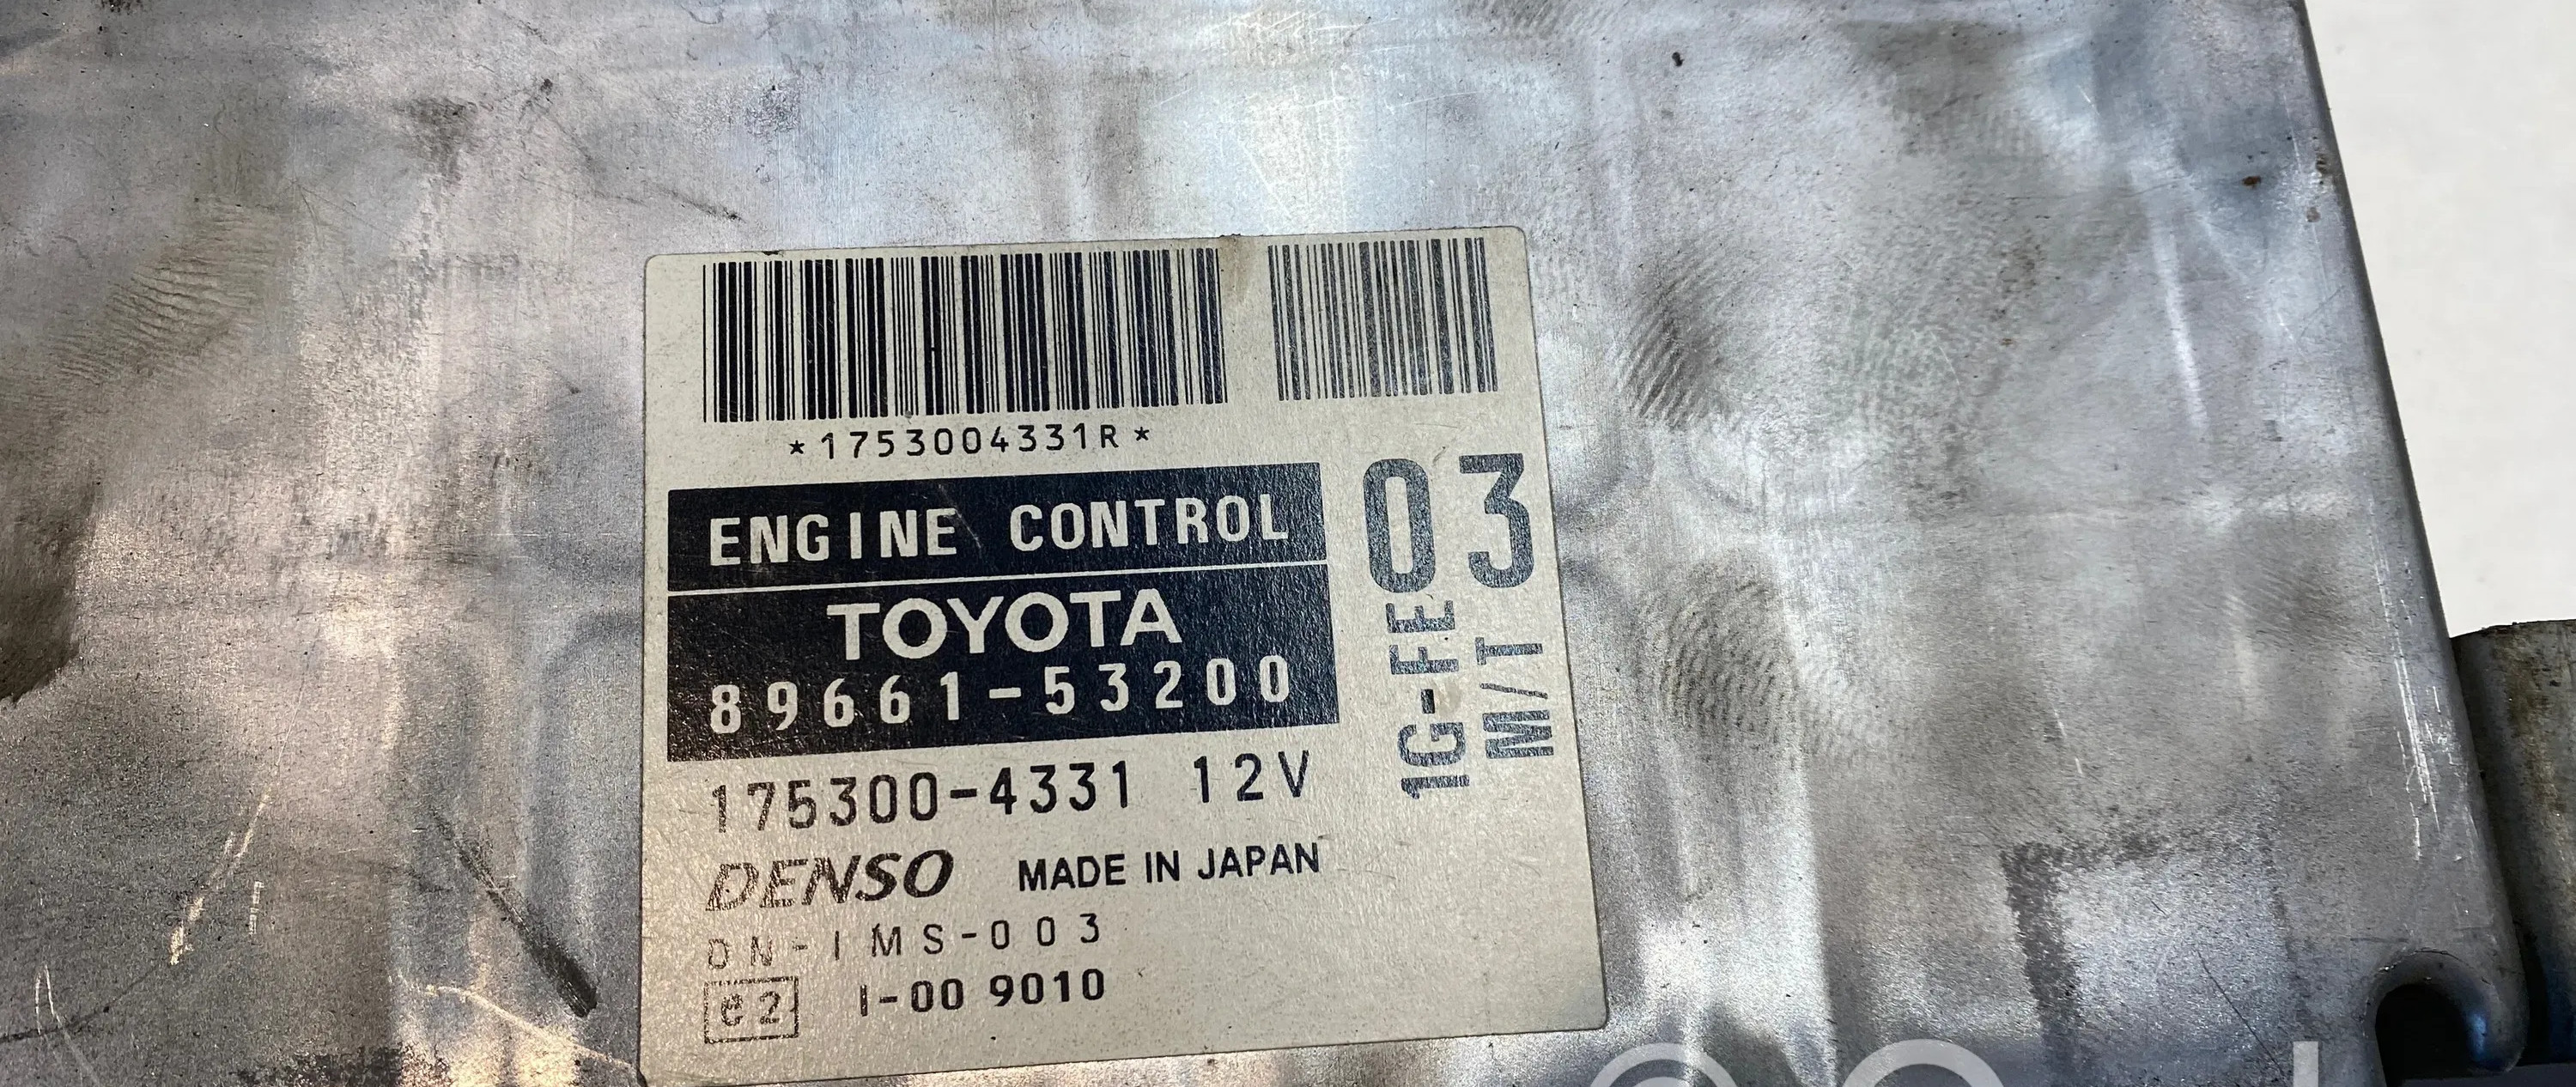 *1753004331R*
ENGINE CONTROL
TOYOTA
89661-53200
175300-4331 12V
DENSO MADE IN JAPAN
DN-IMS-003
e2 I-00 9010
03
1G-FE
M/T